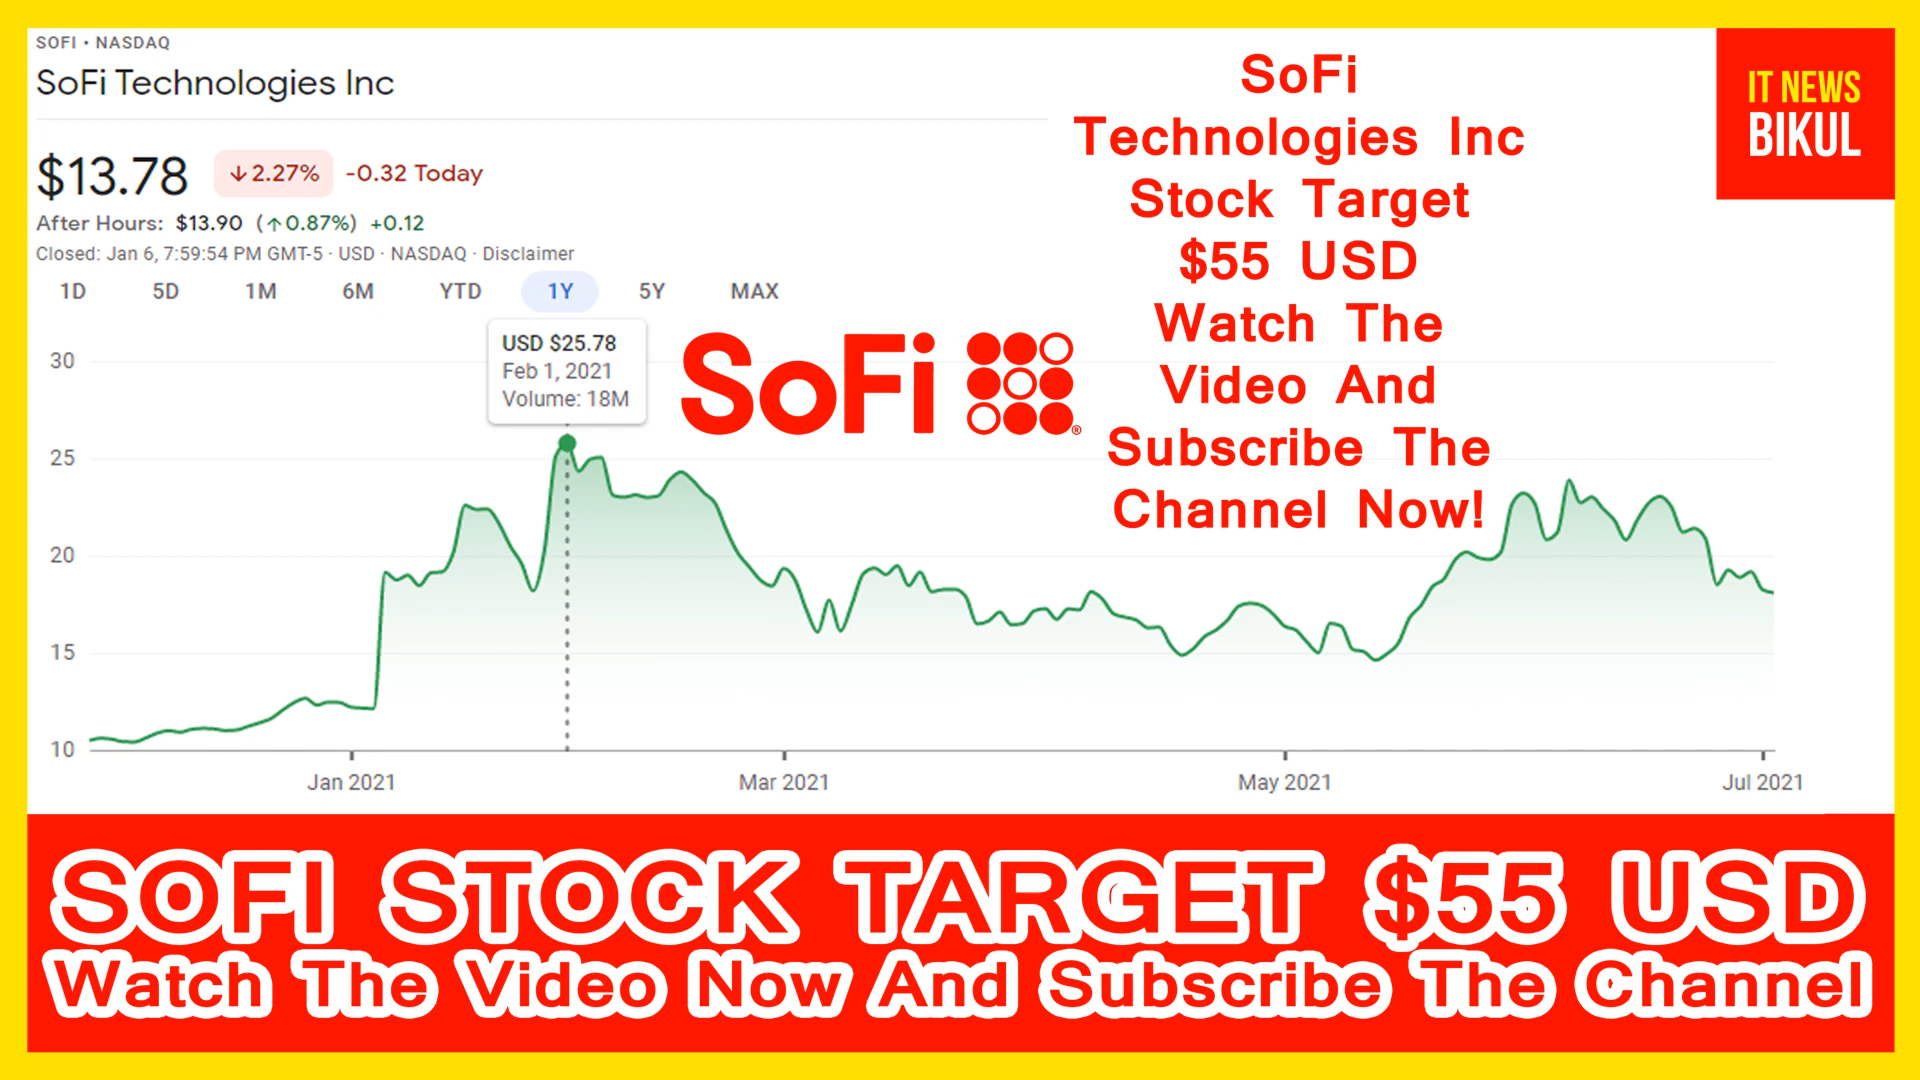 SOFI • NASDAQ
SoFi Technologies Inc
$13.78 ↓2.27% -0.32 Today
After Hours: $13.90 (↑0.87%) +0.12
Closed: Jan 6, 7:59:54 PM GMT-5 · USD · NASDAQ · Disclaimer
1D 5D 1M 6M YTD 1Y 5Y MAX
USD $25.78
Feb 1, 2021
Volume: 18M
SoFi ®
SoFi
Technologies Inc
Stock Target
$55 USD
Watch The
Video And
Subscribe The
Channel Now!
IT NEWS
BIKUL
30
25
20
15
10
Jan 2021 Mar 2021 May 2021 Jul 2021
SOFI STOCK TARGET $55 USD
Watch The Video Now And Subscribe The Channel